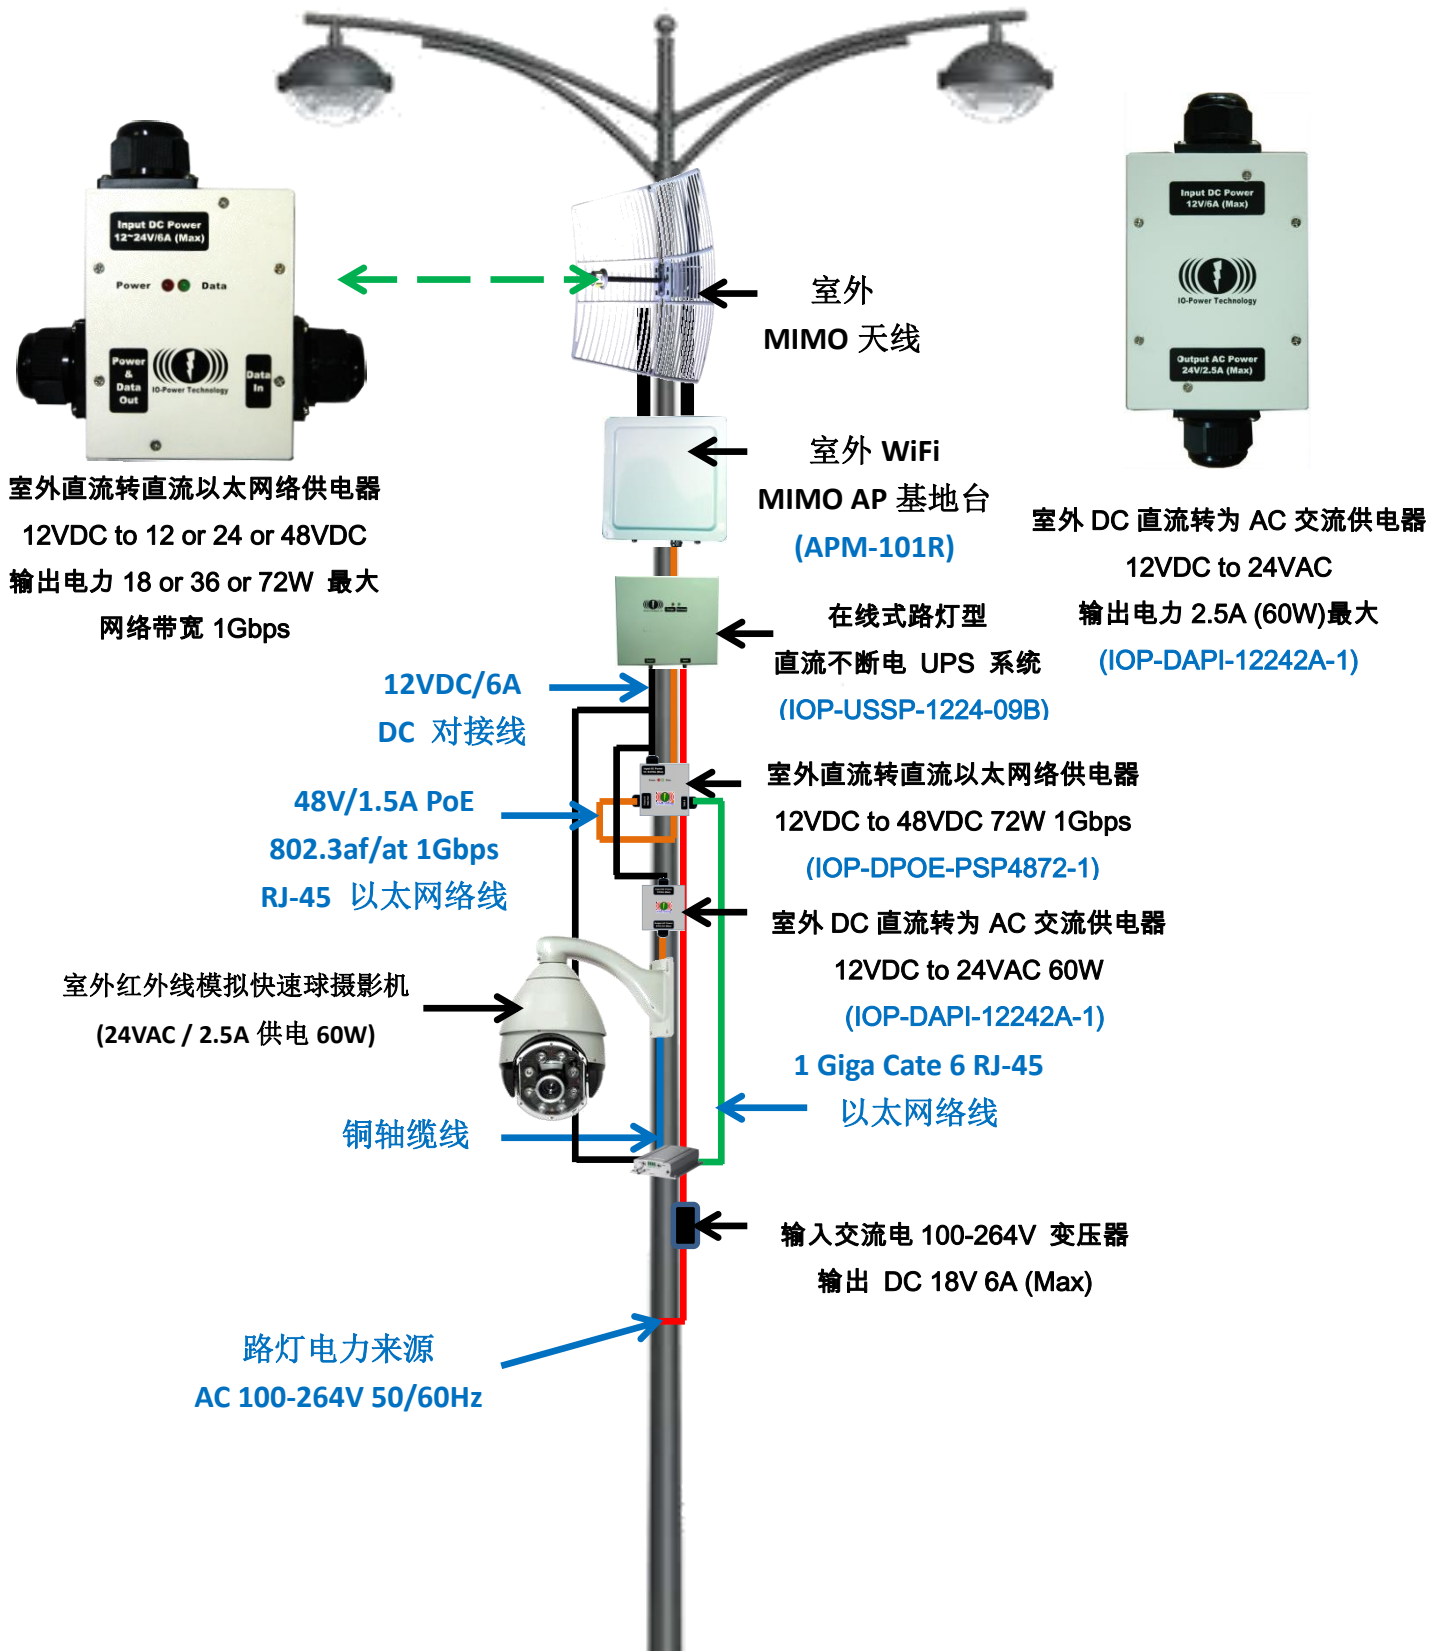 Input DC Power
12~24V/6A (Max)
Power
Data
Power
&
Data
Out
IO-Power Technology
Data
In
室外直流转直流以太网络供电器
12VDC to 12 or 24 or 48VDC
输出电力 18 or 36 or 72W 最大
网络带宽 1Gbps
Input DC Power
12V/6A (Max)
IO-Power Technology
Output AC Power
24V/2.5A (Max)
室外 DC 直流转为 AC 交流供电器
12VDC to 24VAC
输出电力 2.5A (60W)最大
(IOP-DAPI-12242A-1)
室外
MIMO 天线
室外 WiFi
MIMO AP 基地台
(APM-101R)
在线式路灯型
直流不断电 UPS 系统
(IOP-USSP-1224-09B)
12VDC/6A
DC 对接线
室外直流转直流以太网络供电器
12VDC to 48VDC 72W 1Gbps
(IOP-DPOE-PSP4872-1)
48V/1.5A PoE
802.3af/at 1Gbps
RJ-45 以太网络线
室外 DC 直流转为 AC 交流供电器
12VDC to 24VAC 60W
(IOP-DAPI-12242A-1)
室外红外线模拟快速球摄影机
(24VAC / 2.5A 供电 60W)
1 Giga Cate 6 RJ-45
以太网络线
铜轴缆线
输入交流电 100-264V 变压器
输出 DC 18V 6A (Max)
路灯电力来源
AC 100-264V 50/60Hz